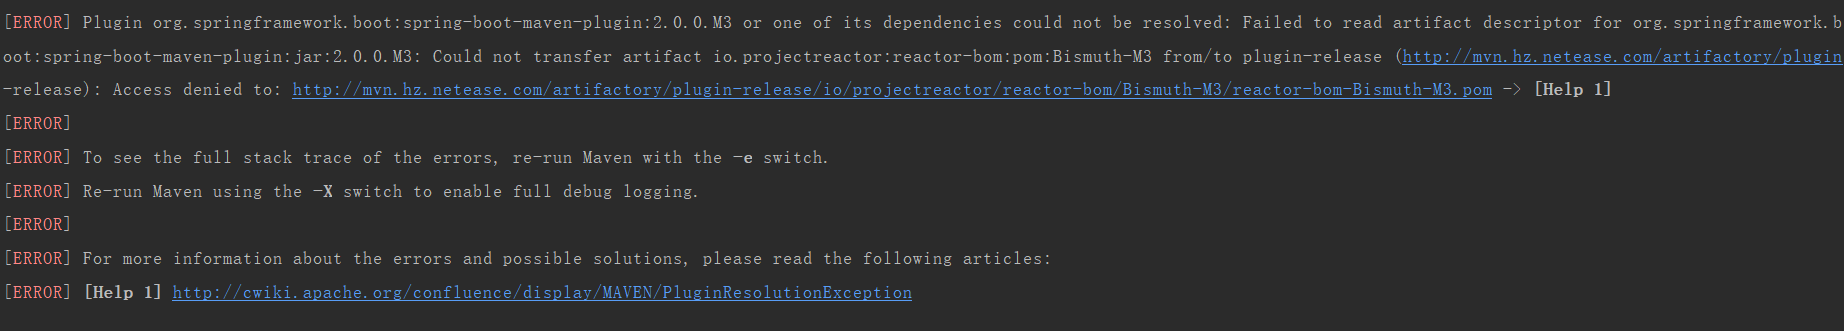 [ERROR] Plugin org.springframework.boot:spring-boot-maven-plugin:2.0.0.M3 or one of its dependencies could not be resolved: Failed to read artifact descriptor for org.springframework.b
oot:spring-boot-maven-plugin:jar:2.0.0.M3: Could not transfer artifact io.projectreactor:reactor-bom:pom:Bismuth-M3 from/to plugin-release (http://mvn.hz.netease.com/artifactory/plugin
-release): Access denied to: http://mvn.hz.netease.com/artifactory/plugin-release/io/projectreactor/reactor-bom/Bismuth-M3/reactor-bom-Bismuth-M3.pom -> [Help 1]
[ERROR]
[ERROR] To see the full stack trace of the errors, re-run Maven with the -e switch.
[ERROR] Re-run Maven using the -X switch to enable full debug logging.
[ERROR]
[ERROR] For more information about the errors and possible solutions, please read the following articles:
[ERROR] [Help 1] http://cwiki.apache.org/confluence/display/MAVEN/PluginResolutionException